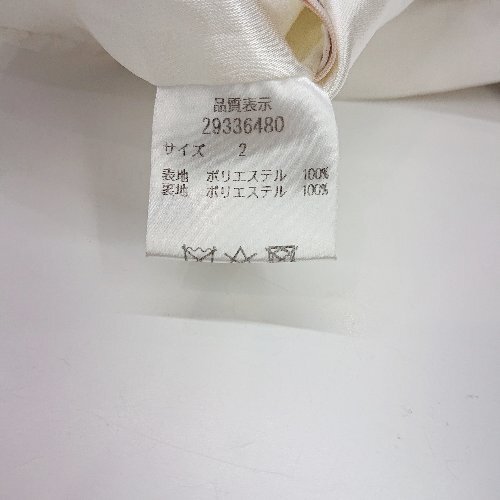 品質表示
29336480
サイズ 2
表地 ポリエステル 100%
裏地 ポリエステル 100%